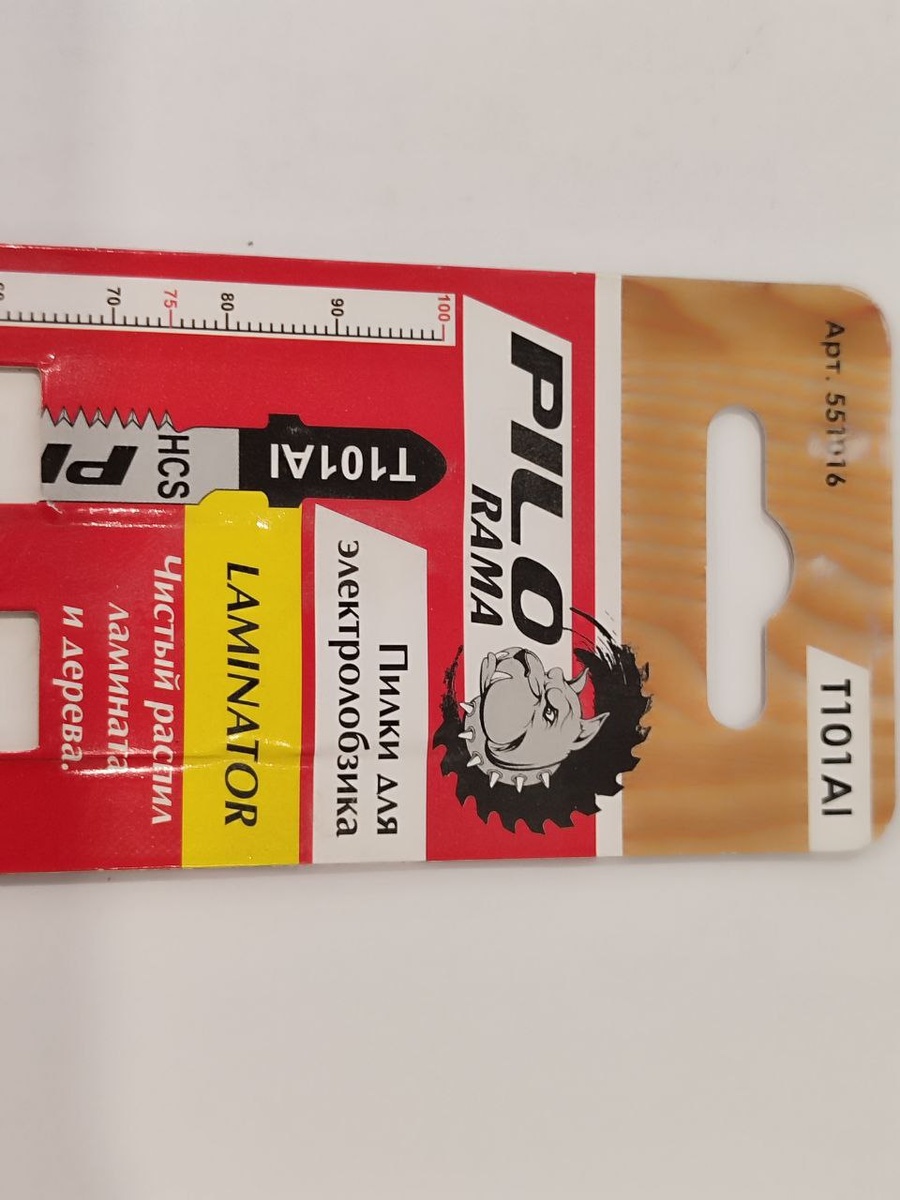 Арт. 551016
T101AI
PILO
RAMA
Пилки для
электролобзика
LAMINATOR
Чистый распил
ламината
и дерева.
T101AI
HCS
100
90
80
75
70